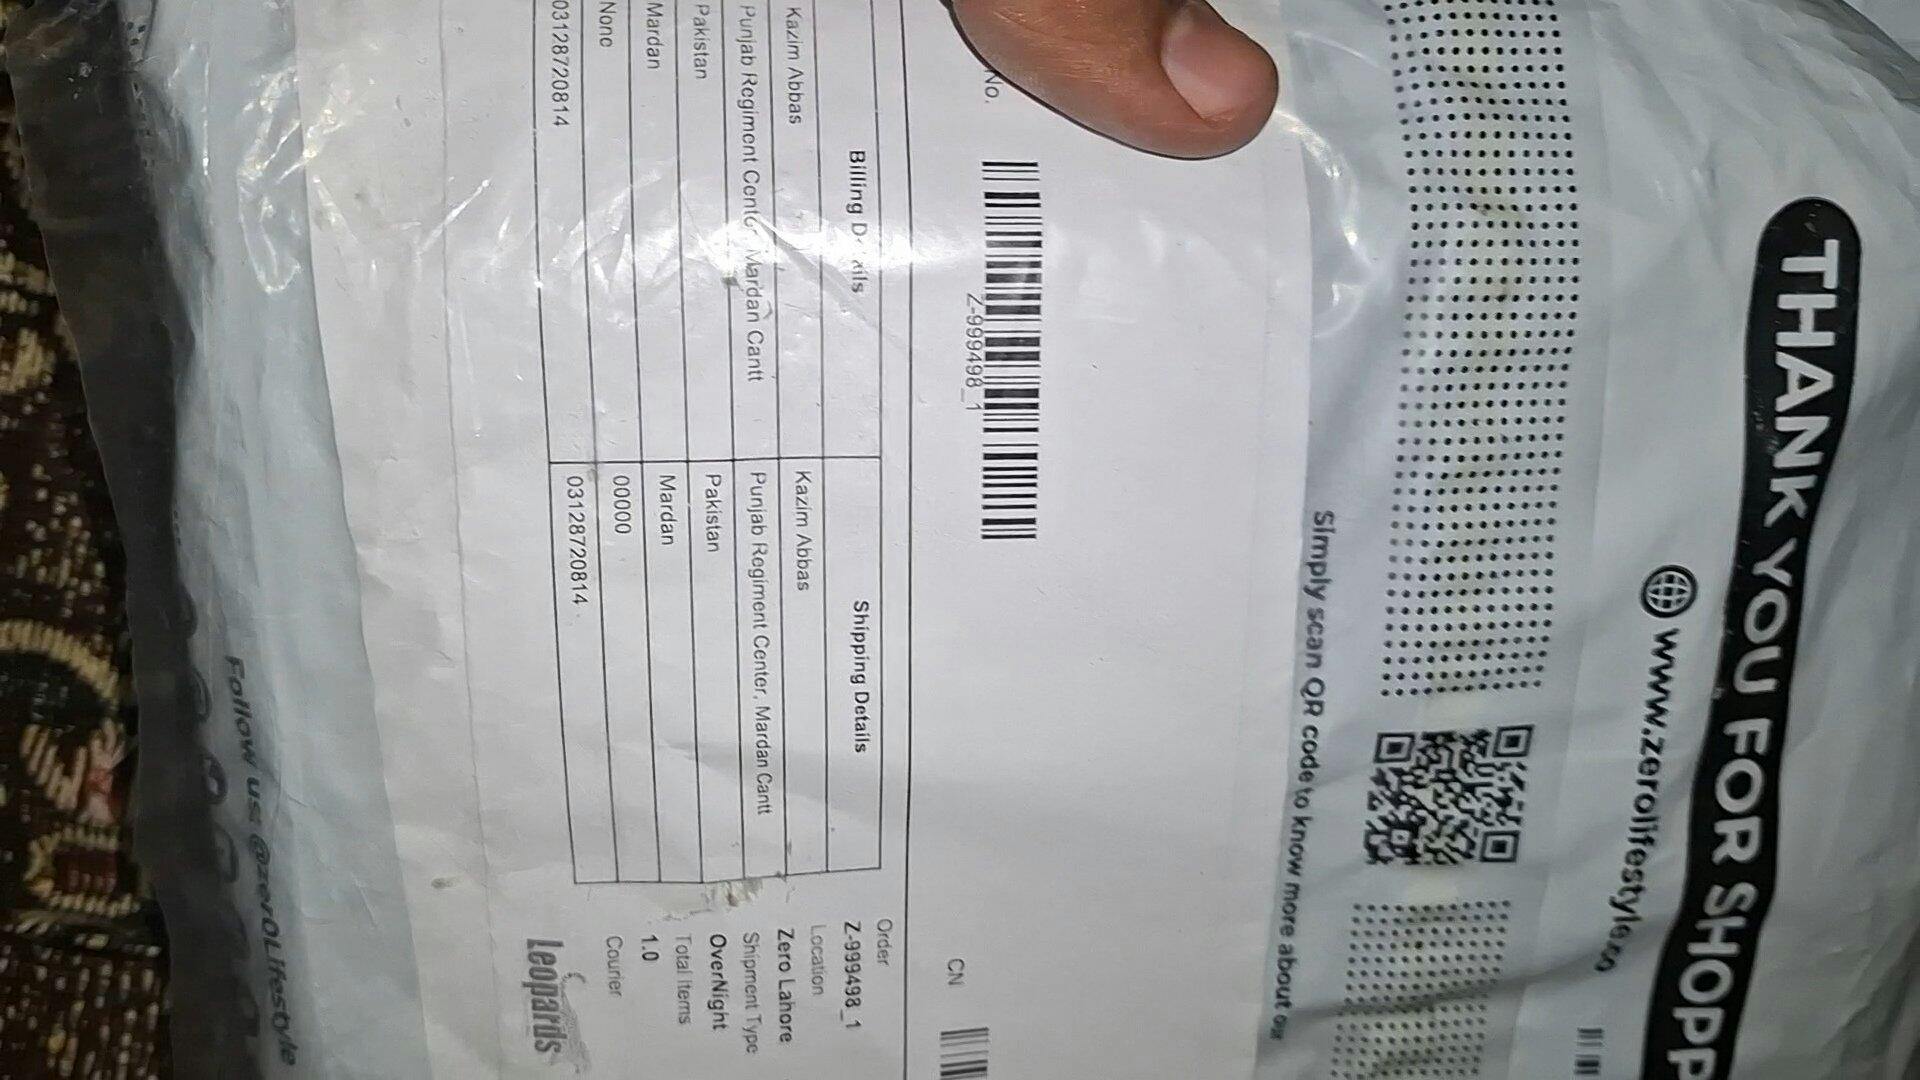 THANK YOU FOR SHOPP
www.zerolifestyle.co
Simply scan QR code to know more about us
No.
Z-999498_1
CN
Billing Details
Shipping Details
Kazim Abbas
Kazim Abbas
Punjab Regiment Center, Mardan Cantt
Punjab Regiment Center, Mardan Cantt
Pakistan
Pakistan
Mardan
Mardan
None
00000
03128720814
03128720814
Order
Z-999498_1
Location
Zero Lahore
Shipment Type
OverNight
Total Items
1.0
Courier
Leopards
Follow us @zeroLifestyle